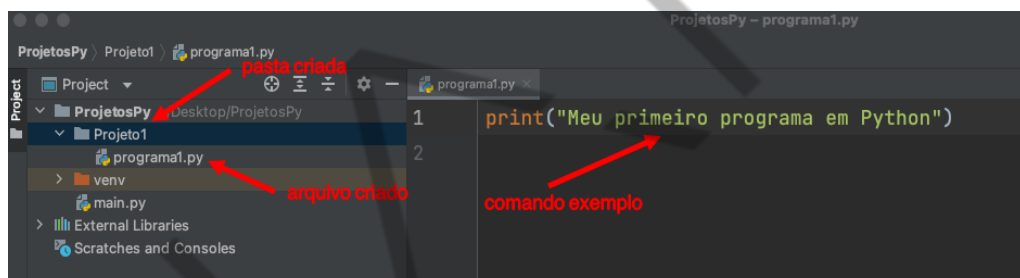 ProjetosPy – programa1.py
ProjetosPy › Projeto1 › programa1.py
pasta criada
Project
Project
programa1.py
ProjetosPy ~/Desktop/ProjetosPy
1 print("Meu primeiro programa em Python")
Projeto1
2
programa1.py
venv
arquivo criado
comando exemplo
main.py
External Libraries
Scratches and Consoles